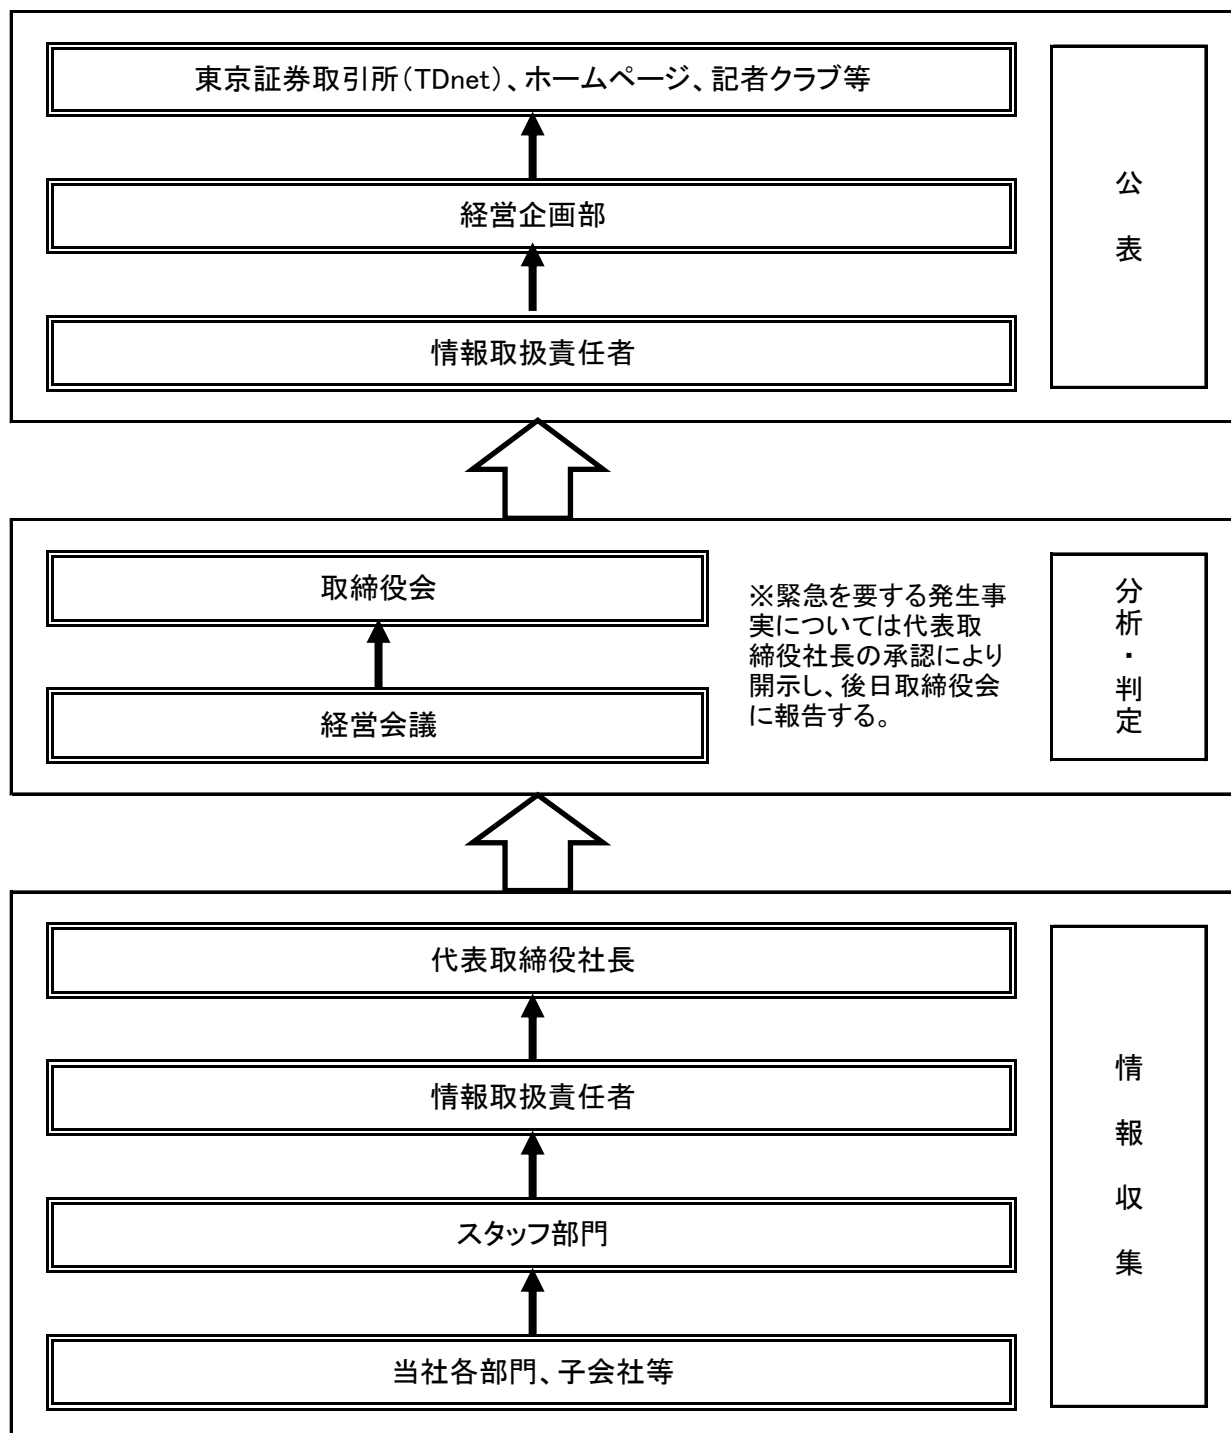 東京証券取引所（TDnet）、ホームページ、記者クラブ等
経営企画部
情報取扱責任者
公表
取締役会
経営会議
※緊急を要する発生事
実については代表取
締役社長の承認により
開示し、後日取締役会
に報告する。
分析・判定
代表取締役社長
情報取扱責任者
スタッフ部門
当社各部門、子会社等
情報収集